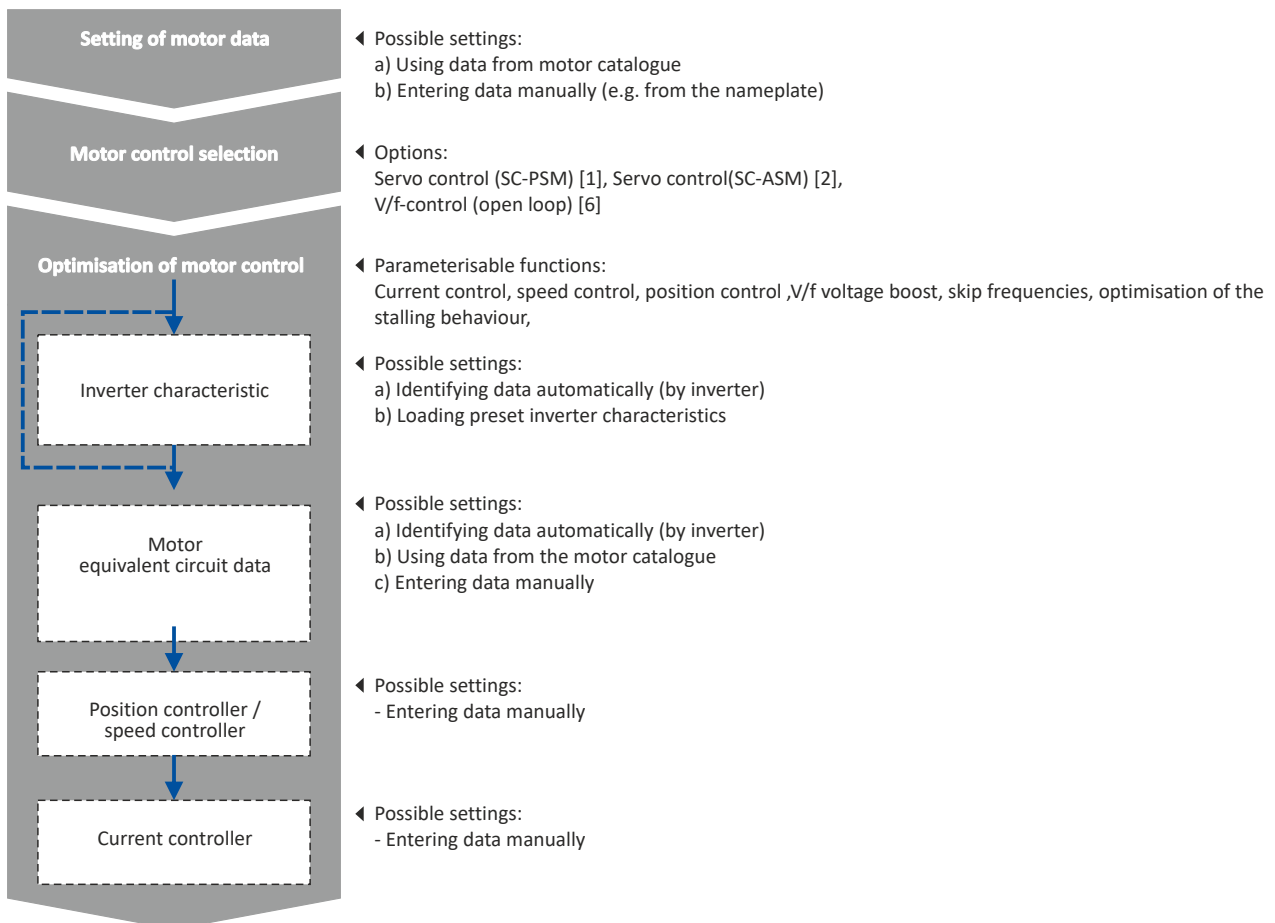 Setting of motor data
Possible settings:
a) Using data from motor catalogue
b) Entering data manually (e.g. from the nameplate)
Motor control selection
Options:
Servo control (SC-PSM) [1], Servo control(SC-ASM) [2],
V/f-control (open loop) [6]
Optimisation of motor control
Parameterisable functions:
Current control, speed control, position control ,V/f voltage boost, skip frequencies, optimisation of the
stalling behaviour,
Inverter characteristic
Possible settings:
a) Identifying data automatically (by inverter)
b) Loading preset inverter characteristics
Motor
equivalent circuit data
Possible settings:
a) Identifying data automatically (by inverter)
b) Using data from the motor catalogue
c) Entering data manually
Position controller /
speed controller
Possible settings:
- Entering data manually
Current controller
Possible settings:
- Entering data manually